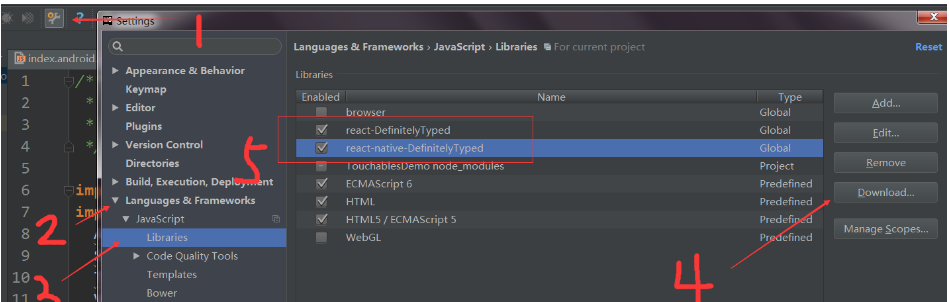 ?
1
Settings
index.android
1 /*
2 *
3 *
4 *
5
6 imp
7 imp
8
9
10
11
Appearance & Behavior
Keymap
Editor
Plugins
Version Control
Directories
Build, Execution, Deployment
Languages & Frameworks
JavaScript
Libraries
Code Quality Tools
Templates
Bower
2
3
5
Languages & Frameworks › JavaScript › Libraries For current project
Reset
Libraries
Enabled Name Type
browser Global
react-DefinitelyTyped Global
react-native-DefinitelyTyped Global
TouchablesDemo node_modules Project
ECMAScript 6 Predefined
HTML Predefined
HTML5 / ECMAScript 5 Predefined
WebGL Predefined
Add...
Edit...
Remove
Download...
Manage Scopes...
4